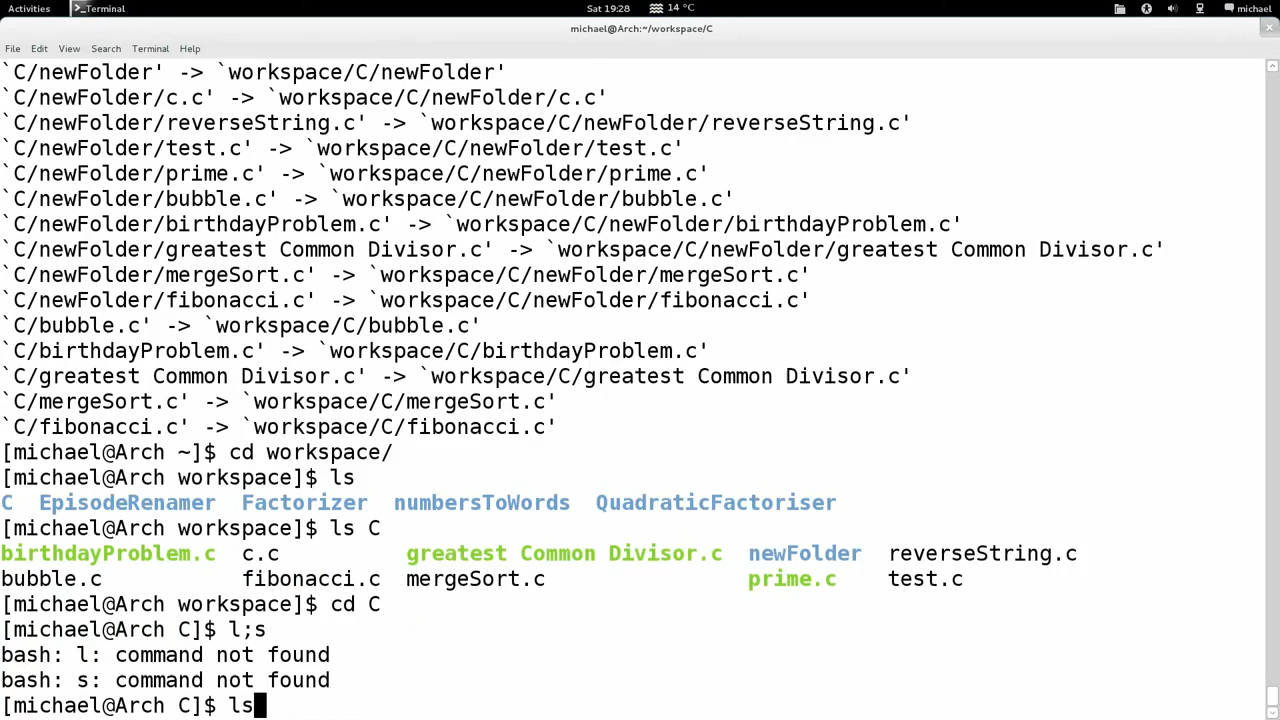 Activities Terminal Sat 19:28 14 °C michael
michael@Arch:~/workspace/C
File Edit View Search Terminal Help
`C/newFolder' -> `workspace/C/newFolder'
`C/newFolder/c.c' -> `workspace/C/newFolder/c.c'
`C/newFolder/reverseString.c' -> `workspace/C/newFolder/reverseString.c'
`C/newFolder/test.c' -> `workspace/C/newFolder/test.c'
`C/newFolder/prime.c' -> `workspace/C/newFolder/prime.c'
`C/newFolder/bubble.c' -> `workspace/C/newFolder/bubble.c'
`C/newFolder/birthdayProblem.c' -> `workspace/C/newFolder/birthdayProblem.c'
`C/newFolder/greatest Common Divisor.c' -> `workspace/C/newFolder/greatest Common Divisor.c'
`C/newFolder/mergeSort.c' -> `workspace/C/newFolder/mergeSort.c'
`C/newFolder/fibonacci.c' -> `workspace/C/newFolder/fibonacci.c'
`C/bubble.c' -> `workspace/C/bubble.c'
`C/birthdayProblem.c' -> `workspace/C/birthdayProblem.c'
`C/greatest Common Divisor.c' -> `workspace/C/greatest Common Divisor.c'
`C/mergeSort.c' -> `workspace/C/mergeSort.c'
`C/fibonacci.c' -> `workspace/C/fibonacci.c'
[michael@Arch ~]$ cd workspace/
[michael@Arch workspace]$ ls
C EpisodeRenamer Factorizer numbersToWords QuadraticFactoriser
[michael@Arch workspace]$ ls C
birthdayProblem.c c.c greatest Common Divisor.c newFolder reverseString.c
bubble.c fibonacci.c mergeSort.c prime.c test.c
[michael@Arch workspace]$ cd C
[michael@Arch C]$ l;s
bash: l: command not found
bash: s: command not found
[michael@Arch C]$ ls